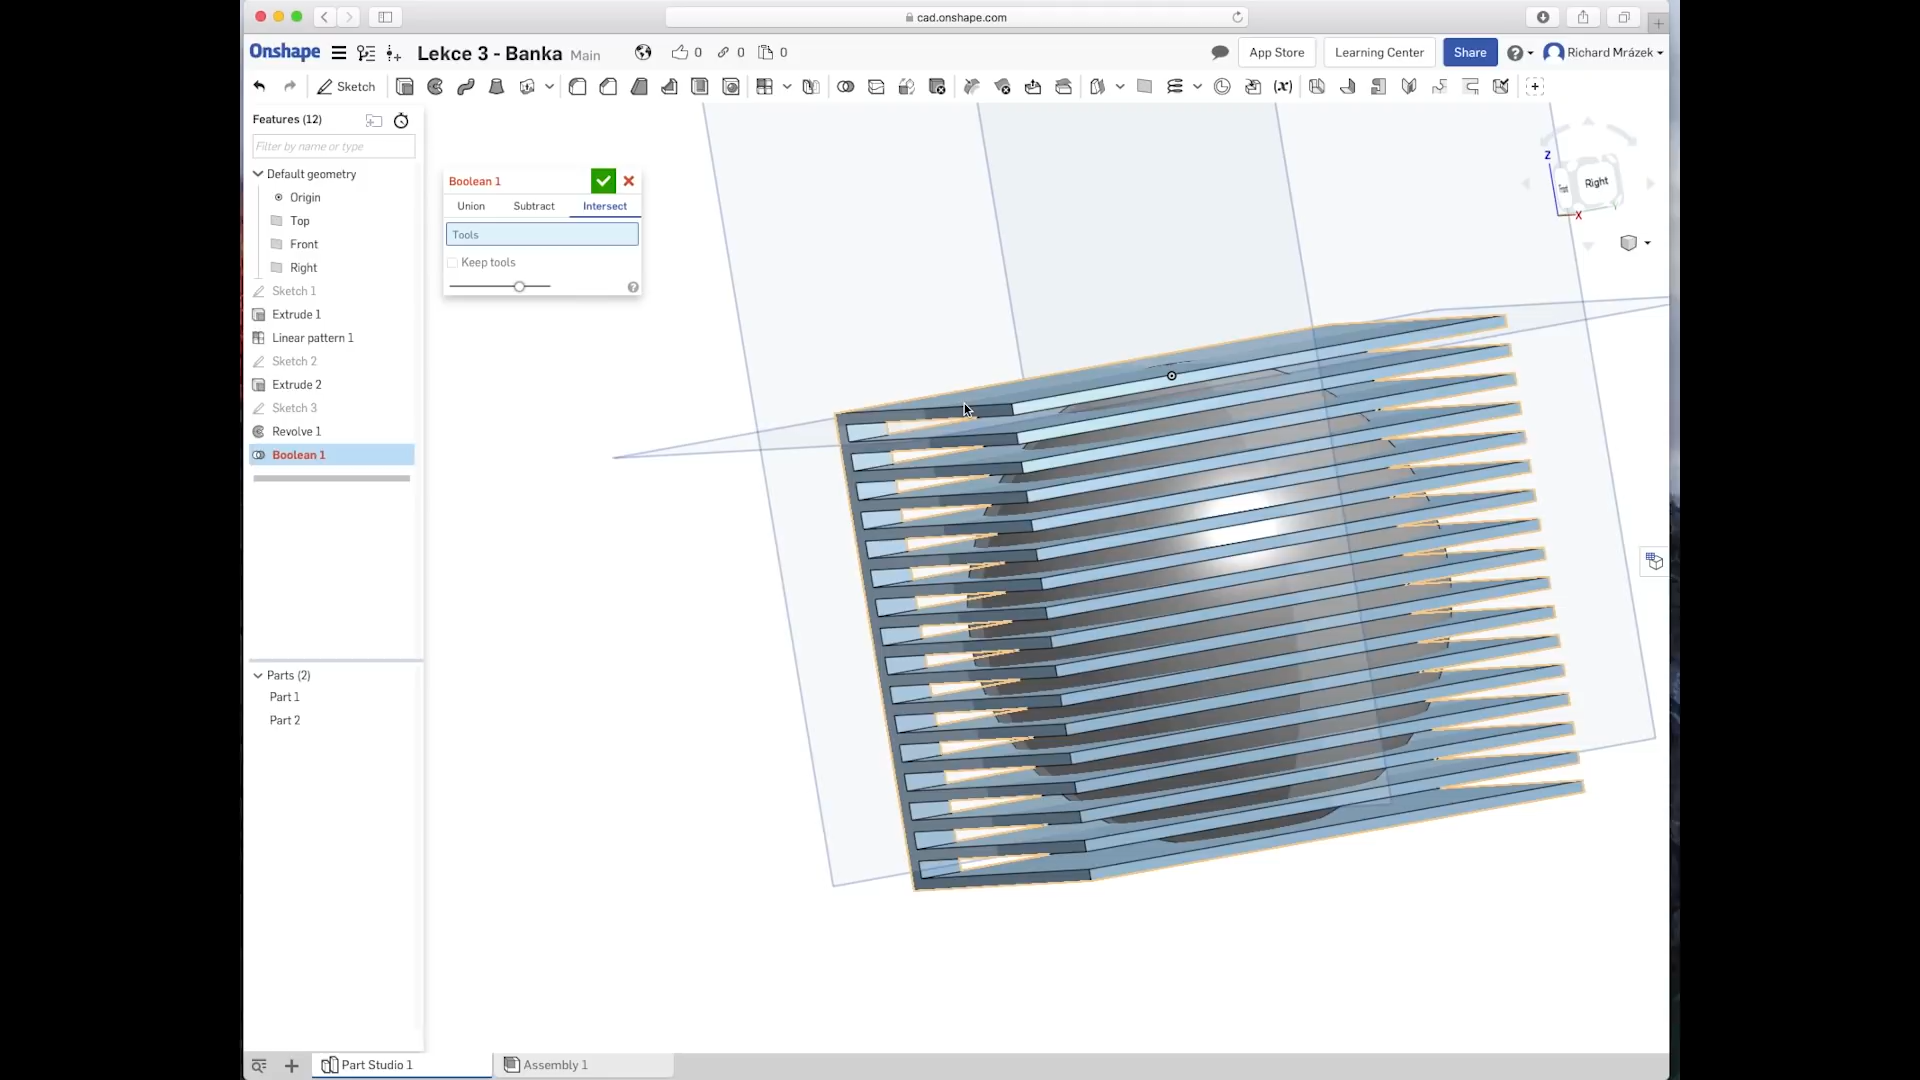 cad.onshape.com
Onshape Lekce 3 - Banka Main 0 0 0 App Store Learning Center Share ? Richard Mrázek
Sketch (x)
Features (12)
Filter by name or type
Default geometry
Origin
Top
Front
Right
Sketch 1
Extrude 1
Linear pattern 1
Sketch 2
Extrude 2
Sketch 3
Revolve 1
Boolean 1
Parts (2)
Part 1
Part 2
Boolean 1
Union Subtract Intersect
Tools
Keep tools
?
Z
Front Right
X
Part Studio 1 Assembly 1